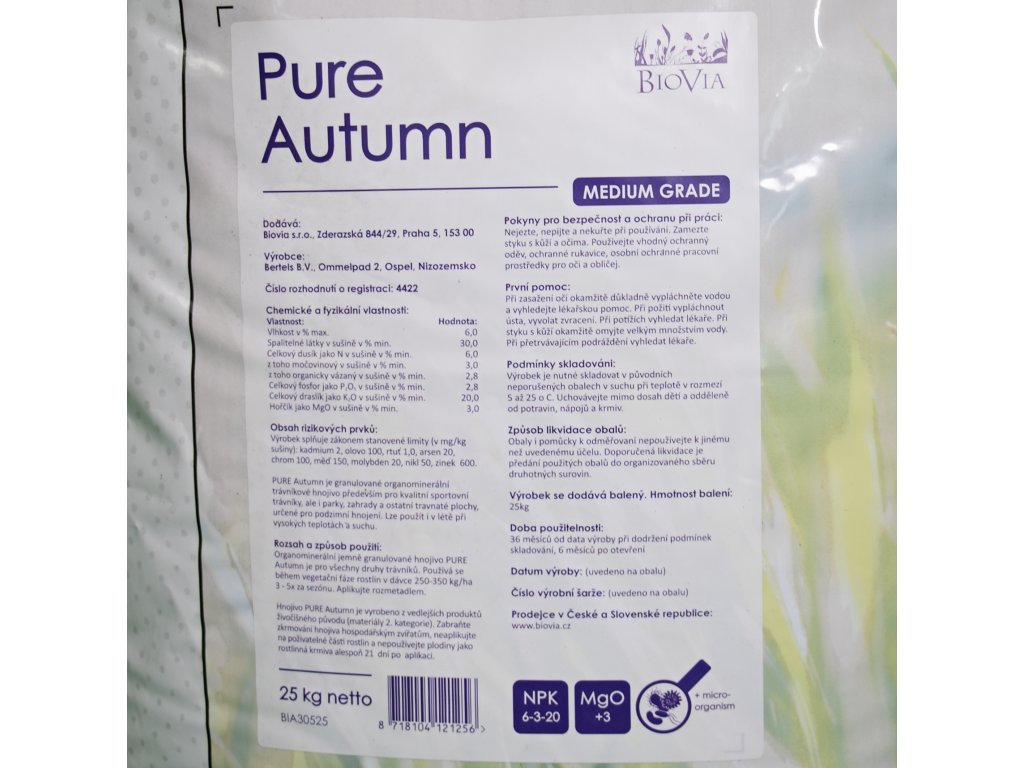 Pure
Autumn
BIOVIA
MEDIUM GRADE
Dodává:
Biovia s.r.o., Zderazská 844/29, Praha 5, 153 00
Výrobce:
Bertels B.V., Ommelpad 2, Ospel, Nizozemsko
Číslo rozhodnutí o registraci: 4422
Chemické a fyzikální vlastnosti:
Vlastnost: Hodnota:
Vlhkost v % max. 6,0
Spalitelné látky v sušině v % min. 30,0
Celkový dusík jako N v sušině v % min. 6,0
z toho močovinový v sušině v % min. 3,0
z toho organicky vázaný v sušině v % min. 2,8
Celkový fosfor jako P₂O₅ v sušině v % min. 2,8
Celkový draslík jako K₂O v sušině v % min. 20,0
Hořčík jako MgO v sušině v % min. 3,0
Obsah rizikových prvků:
Výrobek splňuje zákonem stanovené limity (v mg/kg
sušiny): kadmium 2, olovo 100, rtuť 1,0, arsen 20,
chrom 100, měď 150, molybden 20, nikl 50, zinek 600.
PURE Autumn je granulované organominerální
trávníkové hnojivo především pro kvalitní sportovní
trávníky, ale i parky, zahrady a ostatní travnaté plochy,
určené pro podzimní hnojení. Lze použít i v létě při
vysokých teplotách a suchu.
Rozsah a způsob použití:
Organominerální jemně granulované hnojivo PURE
Autumn je pro všechny druhy trávníků. Používá se
během vegetační fáze rostlin v dávce 250-350 kg/ha
3 - 5x za sezónu. Aplikujte rozmetadlem.
Hnojivo PURE Autumn je vyrobeno z vedlejších produktů
živočišného původu (materiály 2. kategorie). Zabraňte
zkrmování hnojiva hospodářským zvířatům, neaplikujte
na poživatelné části rostlin a nepoužívejte plodiny jako
rostlinná krmiva alespoň 21 dní po aplikaci.
25 kg netto
BIA30525
8 718104 121256 >
Pokyny pro bezpečnost a ochranu při práci:
Nejezte, nepijte a nekuřte při používání. Zamezte
styku s kůží a očima. Používejte vhodný ochranný
oděv, ochranné rukavice, osobní ochranné pracovní
prostředky pro oči a obličej.
První pomoc:
Při zasažení očí okamžitě důkladně vypláchněte vodou
a vyhledejte lékařskou pomoc. Při požití vypláchnout
ústa, vyvolat zvracení. Při potížích vyhledat lékaře. Při
styku s kůží okamžitě omyjte velkým množstvím vody.
Při přetrvávajícím podráždění vyhledat lékaře.
Podmínky skladování:
Výrobek je nutné skladovat v původních
neporušených obalech v suchu při teplotě v rozmezí
5 až 25 o C. Uchovávejte mimo dosah dětí a odděleně
od potravin, nápojů a krmiv.
Způsob likvidace obalů:
Obaly i pomůcky k odměřování nepoužívejte k jinému
než uvedenému účelu. Doporučená likvidace je
předání použitých obalů do organizovaného sběru
druhotných surovin.
Výrobek se dodává balený. Hmotnost balení:
25kg
Doba použitelnosti:
36 měsíců od data výroby při dodržení podmínek
skladování, 6 měsíců po otevření
Datum výroby: (uvedeno na obalu)
Číslo výrobní šarže: (uvedeno na obalu)
Prodejce v České a Slovenské republice:
www.biovia.cz
NPK
6-3-20
MgO
+3
+ micro-
organism